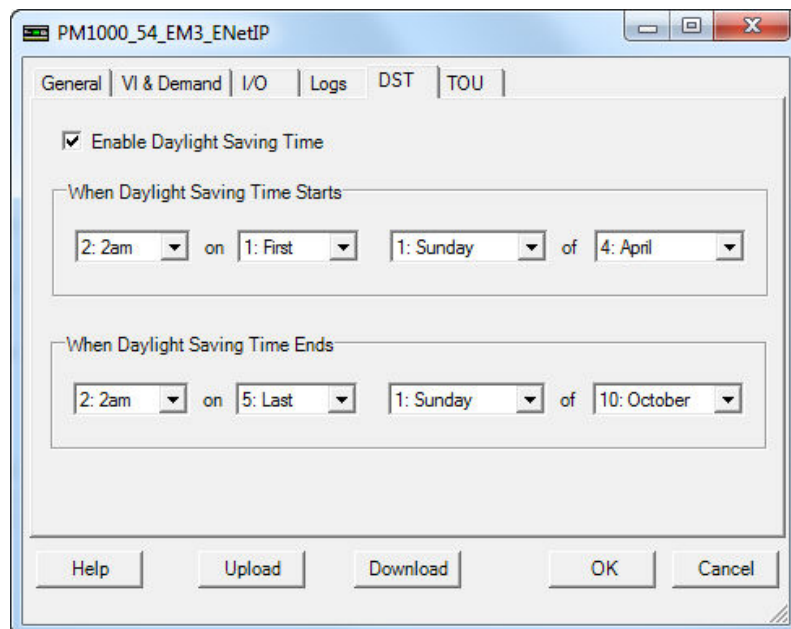 PM1000_54_EM3_ENetIP
General VI & Demand I/O Logs DST TOU
Enable Daylight Saving Time
When Daylight Saving Time Starts
2: 2am on 1: First 1: Sunday of 4: April
When Daylight Saving Time Ends
2: 2am on 5: Last 1: Sunday of 10: October
Help Upload Download OK Cancel